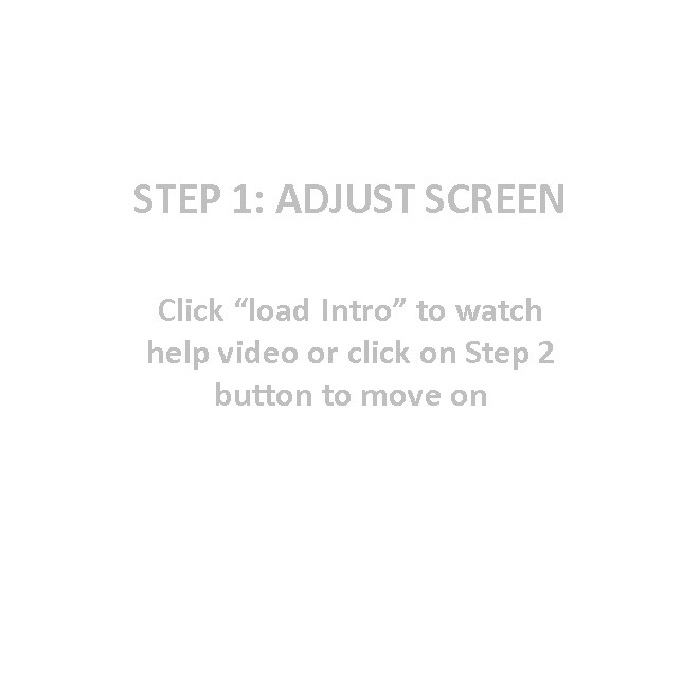 STEP 1: ADJUST SCREEN
Click “load Intro” to watch
help video or click on Step 2
button to move on